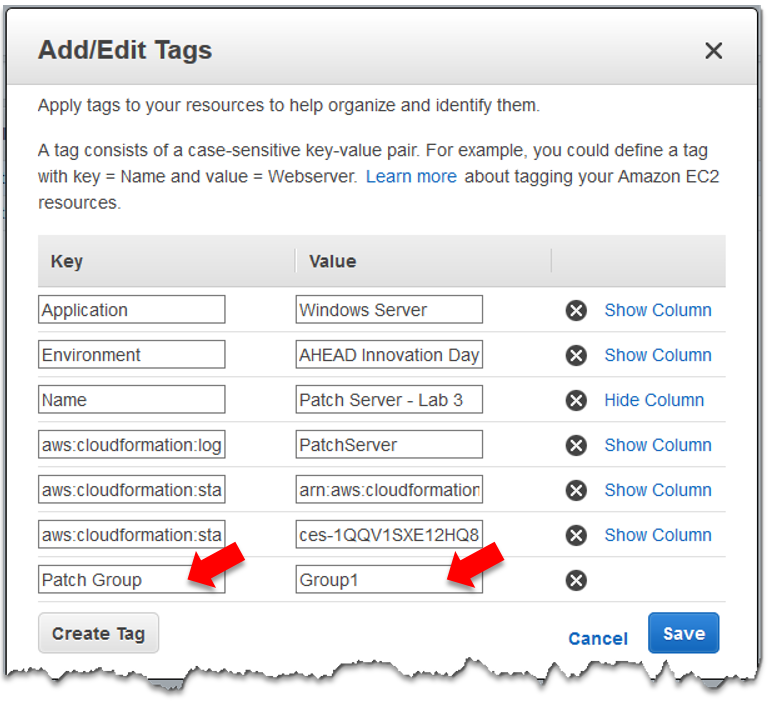 Add/Edit Tags
Apply tags to your resources to help organize and identify them.
A tag consists of a case-sensitive key-value pair. For example, you could define a tag
with key = Name and value = Webserver. Learn more about tagging your Amazon EC2
resources.
Key Value
Application Windows Server Show Column
Environment AHEAD Innovation Day Show Column
Name Patch Server - Lab 3 Hide Column
aws:cloudformation:log PatchServer Show Column
aws:cloudformation:sta arn:aws:cloudformation Show Column
aws:cloudformation:sta ces-1QQV1SXE12HQ8 Show Column
Patch Group Group1
Create Tag Cancel Save